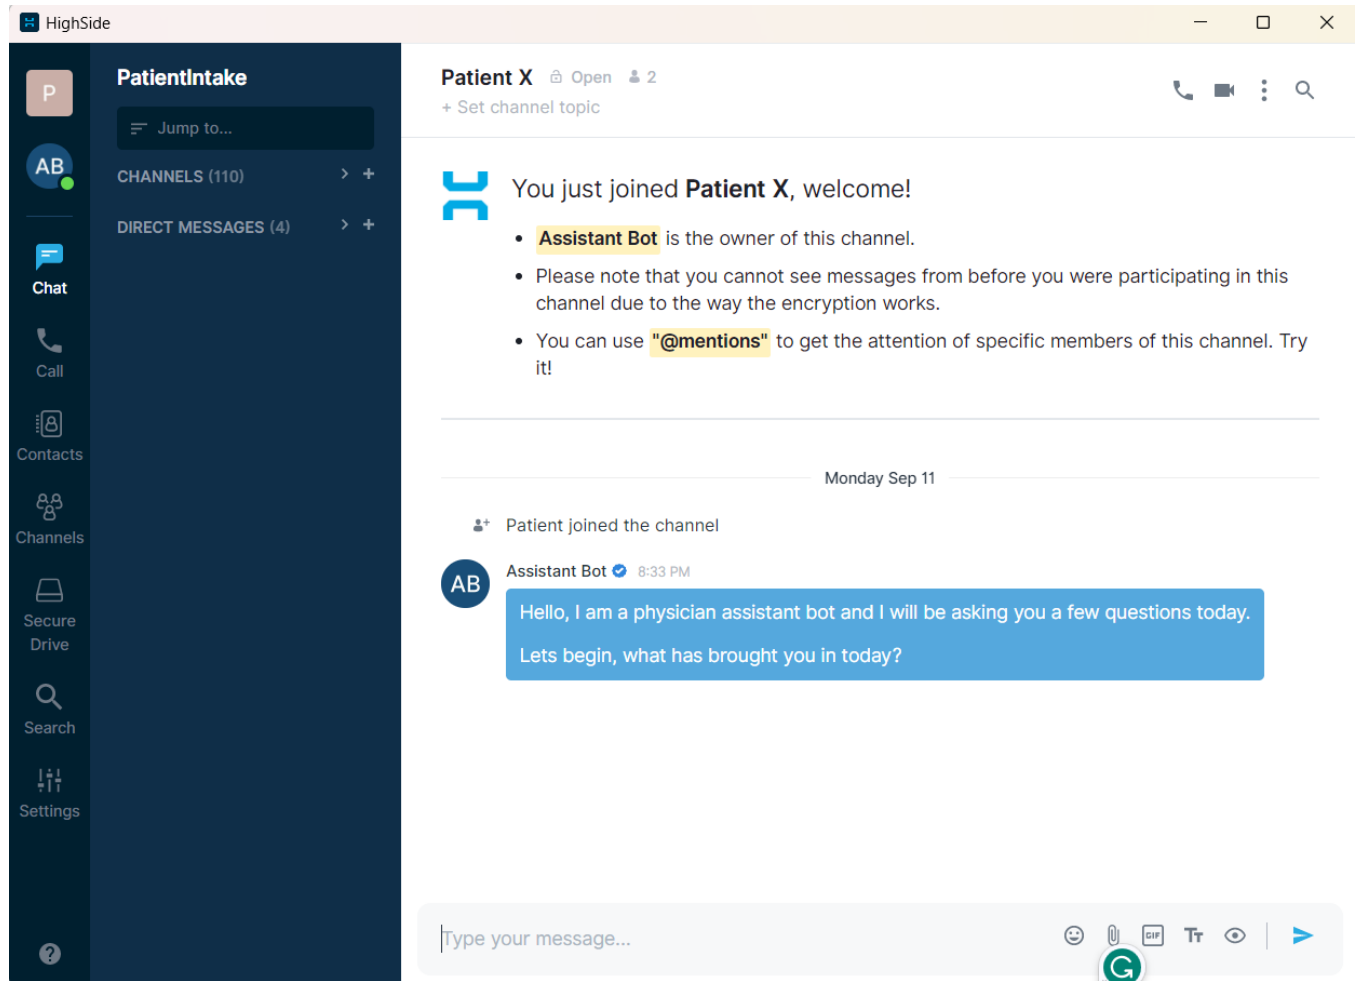 HighSide
P
AB
Chat
Call
Contacts
Channels
Secure
Drive
Search
Settings
?
PatientIntake
Jump to...
CHANNELS (110)
DIRECT MESSAGES (4)
Patient X Open 2
+ Set channel topic
You just joined Patient X, welcome!
• Assistant Bot is the owner of this channel.
• Please note that you cannot see messages from before you were participating in this
channel due to the way the encryption works.
• You can use "@mentions" to get the attention of specific members of this channel. Try
it!
Monday Sep 11
Patient joined the channel
AB
Assistant Bot 8:33 PM
Hello, I am a physician assistant bot and I will be asking you a few questions today.
Lets begin, what has brought you in today?
Type your message...
GIF
TT
G